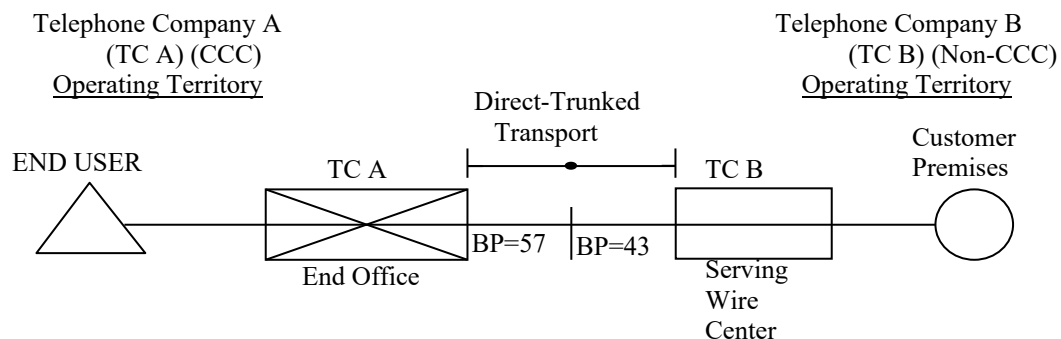 Telephone Company A
(TC A) (CCC)
Operating Territory
Telephone Company B
(TC B) (Non-CCC)
Operating Territory
Direct-Trunked
Transport
END USER
TC A
TC B
Customer
Premises
BP=57
BP=43
End Office
Serving
Wire
Center